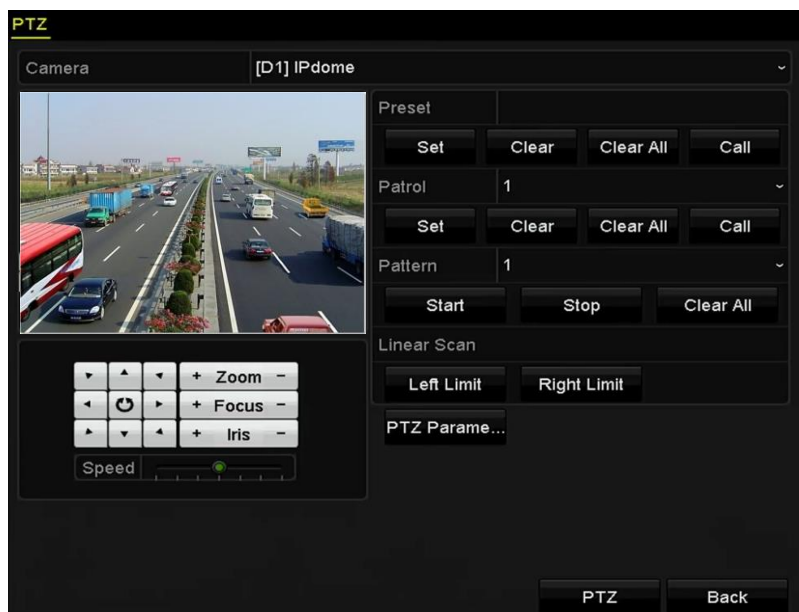 PTZ
Camera [D1] IPdome
Preset
Set Clear Clear All Call
Patrol 1
Set Clear Clear All Call
Pattern 1
Start Stop Clear All
Linear Scan
Left Limit Right Limit
PTZ Parame...
+ Zoom -
+ Focus -
+ Iris -
Speed
PTZ Back